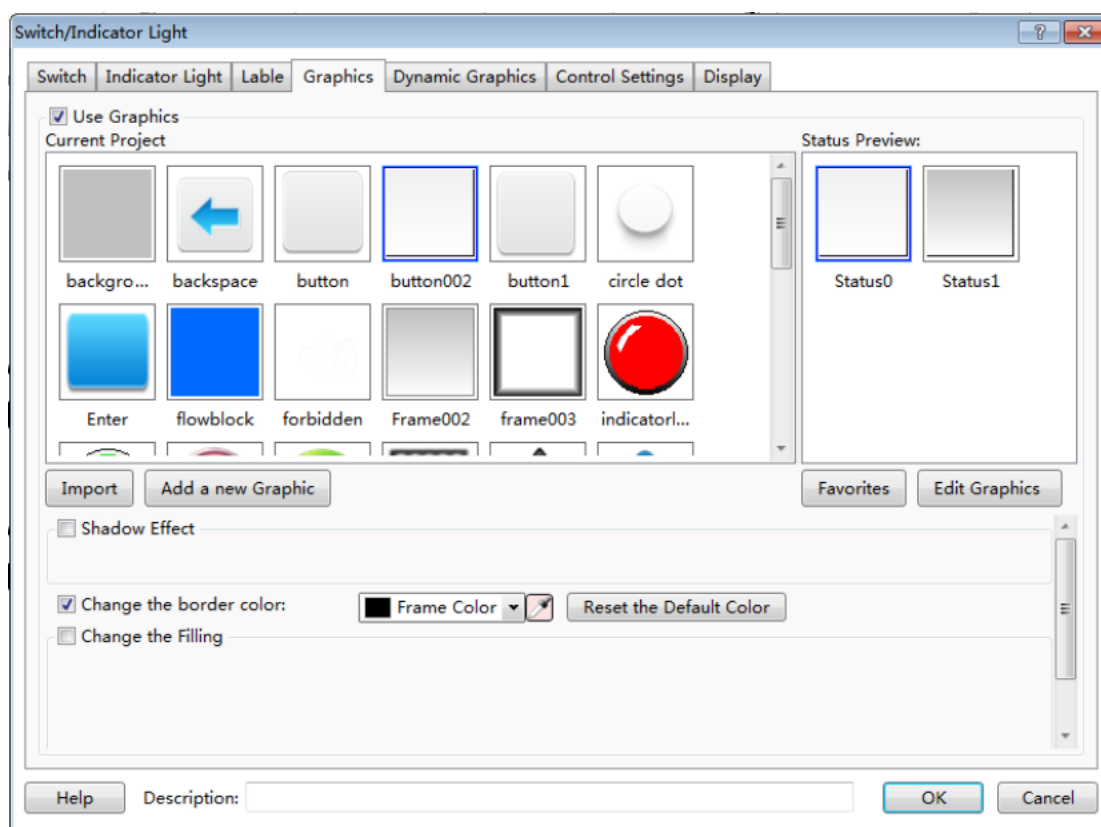 Switch/Indicator Light
Switch Indicator Light Lable Graphics Dynamic Graphics Control Settings Display
Use Graphics
Current Project
Status Preview:
backgro... backspace button button002 button1 circle dot
Status0 Status1
Enter flowblock forbidden Frame002 frame003 indicatorl...
Import Add a new Graphic
Favorites Edit Graphics
Shadow Effect
Change the border color: Frame Color Reset the Default Color
Change the Filling
Help Description: OK Cancel